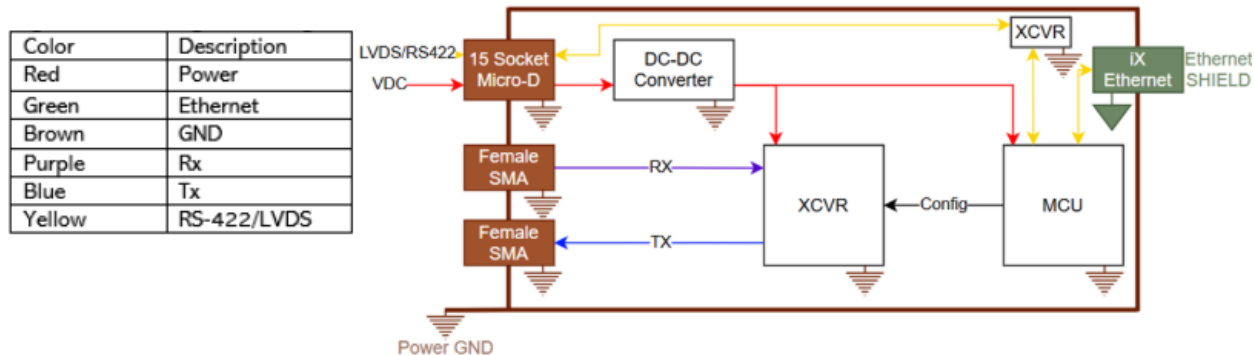 Color Description
Red Power
Green Ethernet
Brown GND
Purple Rx
Blue Tx
Yellow RS-422/LVDS
LVDS/RS422
VDC
15 Socket
Micro-D
DC-DC
Converter
XCVR
iX
Ethernet
Ethernet
SHIELD
Female
SMA
RX
XCVR
Config
MCU
Female
SMA
TX
Power GND